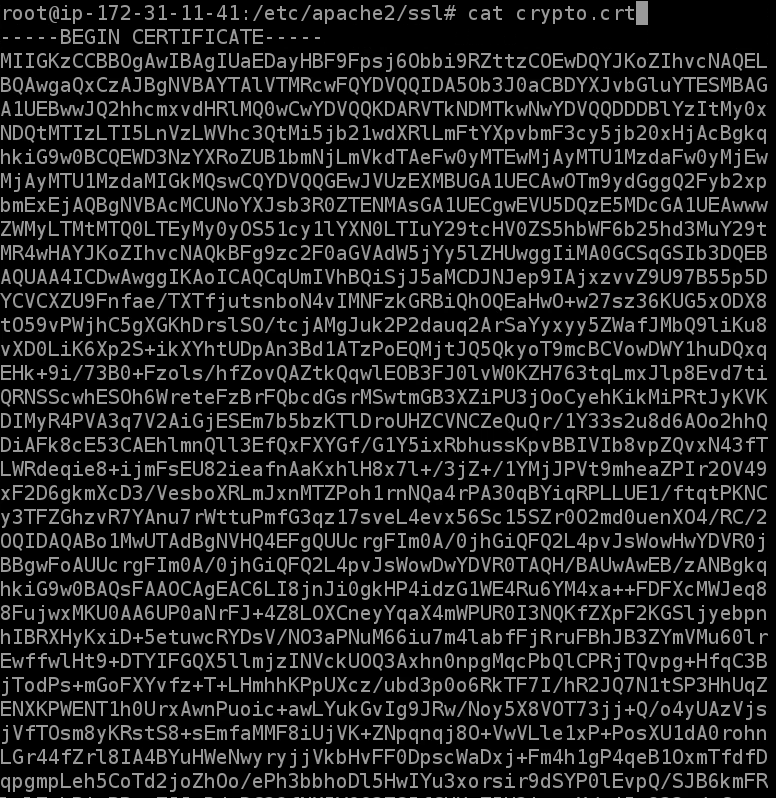 root@ip-172-31-11-41:/etc/apache2/ssl# cat crypto.crt
-----BEGIN CERTIFICATE-----
MIIGKzCCBBOgAwIBAgIUaEDayHBF9Fpsj6Obbi9RZttzCOEwDQYJKoZIhvcNAQEL
BQAwgaQxCzAJBgNVBAYTAlVTMRcwFQYDVQQIDA5Ob3J0aCBDYXJvbGluYTESMBAG
A1UEBwwJQ2hhcmxvdHRlMQ0wCwYDVQQKDARVTkNDMTkwNwYDVQQDDDBlYzItMy0x
NDQtMTIzLTI5LnVzLWVhc3QtMi5jb21wdXRlLmFtYXpvbmF3cy5jb20xHjAcBgkq
hkiG9w0BCQEWD3NzYXRoZUB1bmNjLmVkdTAeFw0yMTEwMjAyMTU1MzdaFw0yMjEw
MjAyMTU1MzdaMIGkMQswCQYDVQQGEwJVUzEXMBUGA1UECAwOTm9ydGggQ2Fyb2xp
bmExEjAQBgNVBAcMCUNoYXJsb3R0ZTENMAsGA1UECgwEVU5DQzE5MDcGA1UEAwww
ZWMyLTMtMTQ0LTEyMy0yOS51cy1lYXN0LTIuY29tcHV0ZS5hbWF6b25hd3MuY29t
MR4wHAYJKoZIhvcNAQkBFg9zc2F0aGVAdW5jYy5lZHUwggIiMA0GCSqGSIb3DQEB
AQUAA4ICDwAwggIKAoICAQCqUmIVhBQiSjJ5aMCDJNJep9IAjxzvvZ9U97B55p5D
YCVCXZU9Fnfae/TXTfjutsnboN4vIMNFzkGRBiQhOQEaHwO+w27sz36KUG5xODX8
tO59vPWjhC5gXGKhDrslSO/tcjAMgJuk2P2dauq2ArSaYyxyy5ZWafJMbQ9liKu8
vXD0LiK6Xp2S+ikXYhtUDpAn3Bd1ATzPoEQMjtJQ5QkyoT9mcBCVowDWY1huDQxq
EHk+9i/73B0+Fzols/hfZovQAZtkQqwlEOB3FJ0lvW0KZH763tqLmxJlp8Evd7ti
QRNSScwhESOh6WreteFzBrFQbcdGsrMSwtmGB3XZiPU3jOoCyehKikMiPRtJyKVK
DIMyR4PVA3q7V2AiGjESEm7b5bzKTlDroUHZCVNCZeQuQr/1Y33s2u8d6AOo2hhQ
DiAFk8cE53CAEhlmnQll3EfQxFXYGf/G1Y5ixRbhussKpvBBIVIb8vpZQvxN43fT
LWRdeqie8+ijmFsEU82ieafnAaKxhlH8x7l+/3jZ+/1YMjJPVt9mheaZPIr2OV49
xF2D6gkmXcD3/VesboXRLmJxnMTZPoh1rnNQa4rPA30qBYiqRPLLUE1/ftqtPKNC
y3TFZGhzvR7YAnu7rWttuPmfG3qz17sveL4evx56Sc15SZr0O2md0uenXO4/RC/2
OQIDAQABo1MwUTAdBgNVHQ4EFgQUUcrgFIm0A/0jhGiQFQ2L4pvJsWowHwYDVR0j
BBgwFoAUUcrgFIm0A/0jhGiQFQ2L4pvJsWowDwYDVR0TAQH/BAUwAwEB/zANBgkq
hkiG9w0BAQsFAAOCAgEAC6LI8jnJi0gkHP4idzG1WE4Ru6YM4xa++FDFXcMWJeq8
8FujwxMKU0AA6UP0aNrFJ+4Z8LOXCneyYqaX4mWPUR0I3NQKfZXpF2KGSljyebpn
hIBRXHyKxiD+5etuwcRYDsV/NO3aPNuM66iu7m4labfFjRruFBhJB3ZYmVMu60lr
EwffwlHt9+DTYIFGQX5llmjzINVckUOQ3Axhn0npgMqcPbQlCPRjTQvpg+HfqC3B
jTodPs+mGoFXYvfz+T+LHmhhKPpUXcz/ubd3p0o6RkTF7I/hR2JQ7N1tSP3HhUqZ
ENXKPWENT1h0UrxAwnPuoic+awLYukGvIg9JRw/Noy5X8VOT73jj+Q/o4yUAzVjs
jVfTOsm8yKRstS8+sEmfaMMF8iUjVK+ZNpqnqj8O+VwVLle1xP+PosXU1dA0rohn
LGr44fZrl8IA4BYuHWeNwyryjjVkbHvFF0DpscWaDxj+Fm4h1gP4qeB1OxmTfdfD
qpgmpLeh5CoTd2joZhOo/ePh3bbhoDl5HwIYu3xorsir9dSYP0lEvpQ/SJB6kmFR